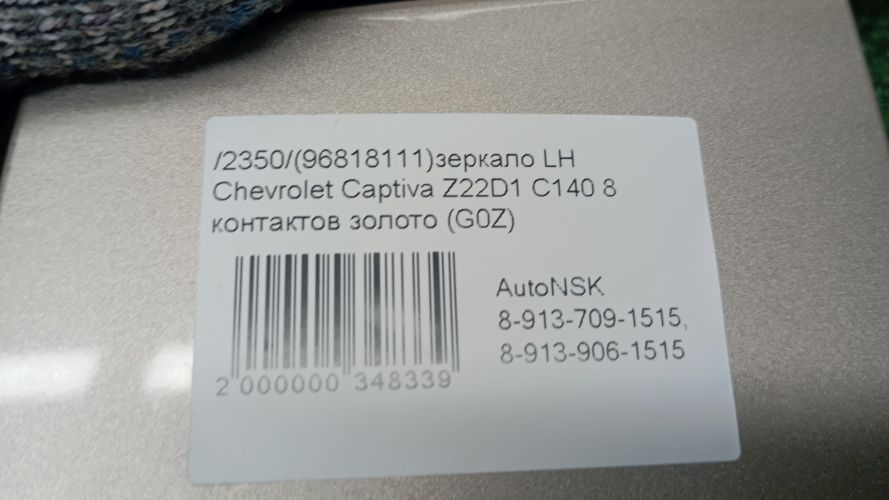 /2350/(96818111)зеркало LH
Chevrolet Captiva Z22D1 C140 8
контактов золото (G0Z)
AutoNSK
8-913-709-1515,
8-913-906-1515
2 000000 348339